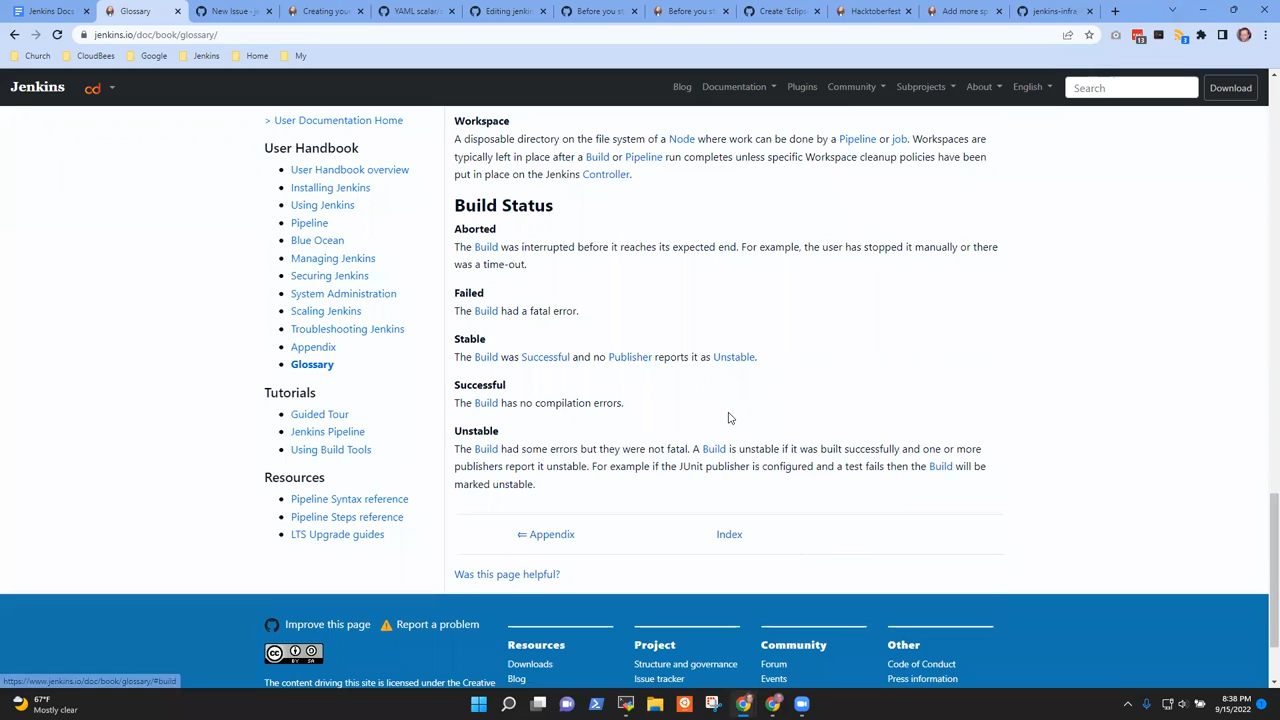 Jenkins Docs
Glossary
New Issue · je
Creating your
YAML scalar/s
Editing jenkin
Before you st
Before you st
Create 'Eclips
Hacktoberfest
Add more sp
jenkins-infra
jenkins.io/doc/book/glossary/
13
3
Church
CloudBees
Google
Jenkins
Home
My
Jenkins
cd
Blog
Documentation
Plugins
Community
Subprojects
About
English
Search
Download
> User Documentation Home
User Handbook
User Handbook overview
Installing Jenkins
Using Jenkins
Pipeline
Blue Ocean
Managing Jenkins
Securing Jenkins
System Administration
Scaling Jenkins
Troubleshooting Jenkins
Appendix
Glossary
Tutorials
Guided Tour
Jenkins Pipeline
Using Build Tools
Resources
Pipeline Syntax reference
Pipeline Steps reference
LTS Upgrade guides
Workspace
A disposable directory on the file system of a Node where work can be done by a Pipeline or job. Workspaces are
typically left in place after a Build or Pipeline run completes unless specific Workspace cleanup policies have been
put in place on the Jenkins Controller.
Build Status
Aborted
The Build was interrupted before it reaches its expected end. For example, the user has stopped it manually or there
was a time-out.
Failed
The Build had a fatal error.
Stable
The Build was Successful and no Publisher reports it as Unstable.
Successful
The Build has no compilation errors.
Unstable
The Build had some errors but they were not fatal. A Build is unstable if it was built successfully and one or more
publishers report it unstable. For example if the JUnit publisher is configured and a test fails then the Build will be
marked unstable.
⇐ Appendix
Index
Was this page helpful?
Improve this page
Report a problem
cc
BY SA
The content driving this site is licensed under the Creative
Resources
Downloads
Blog
Project
Structure and governance
Issue tracker
Community
Forum
Events
Other
Code of Conduct
Press information
https://www.jenkins.io/doc/book/glossary/#build
67°F
Mostly clear
8:38 PM
9/15/2022